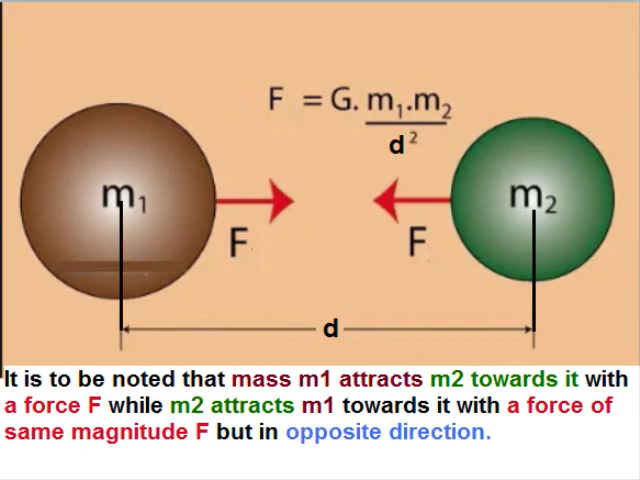 F = G. m₁.m₂
d²
m₁
m₂
F
F
d
It is to be noted that mass m1 attracts m2 towards it with
a force F while m2 attracts m1 towards it with a force of
same magnitude F but in opposite direction.